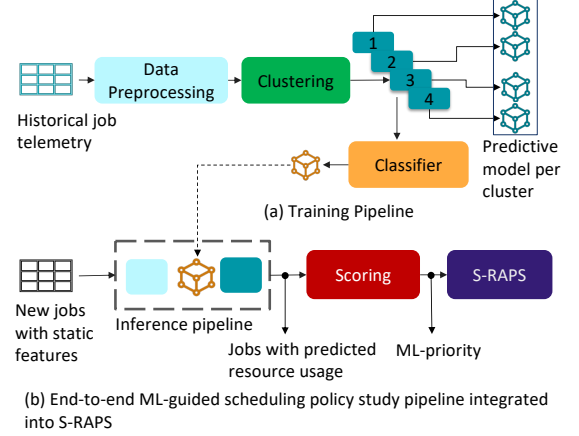 1
2
3
4
Data
Preprocessing
Clustering
Historical job
telemetry
Classifier
Predictive
model per
cluster
(a) Training Pipeline
Scoring
S-RAPS
New jobs
with static
features
Inference pipeline
Jobs with predicted
resource usage
ML-priority
(b) End-to-end ML-guided scheduling policy study pipeline integrated
into S-RAPS